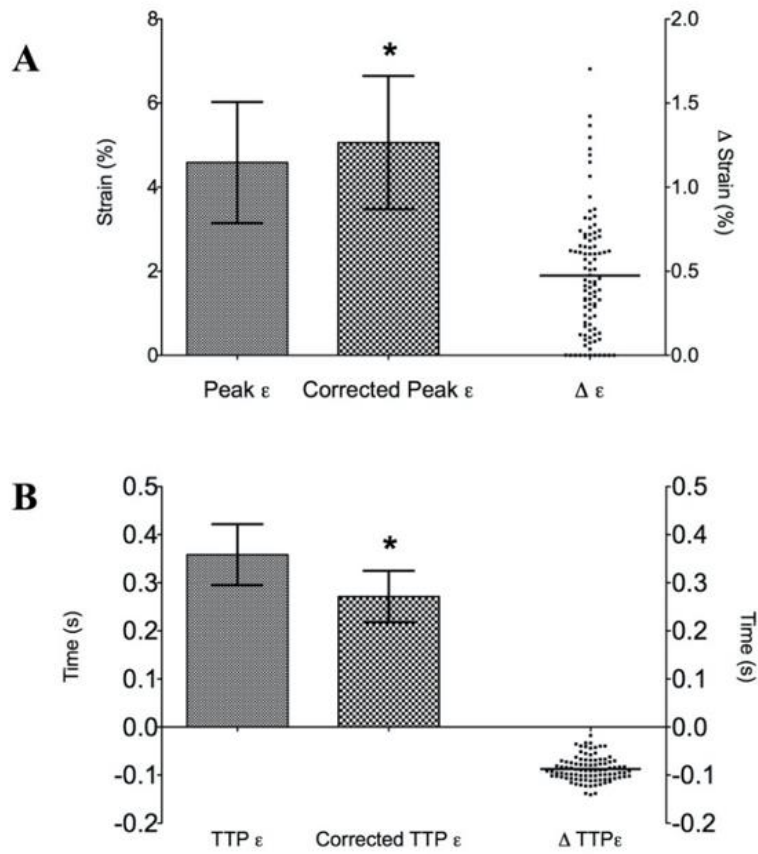 A
8
6
4
2
0
Strain (%)
*
2.0
1.5
1.0
0.5
0.0
Δ Strain (%)
Peak ε
Corrected Peak ε
Δ ε
B
0.5
0.4
0.3
0.2
0.1
0.0
-0.1
-0.2
Time (s)
*
0.5
0.4
0.3
0.2
0.1
0.0
-0.1
-0.2
Time (s)
TTP ε
Corrected TTP ε
Δ TTPε